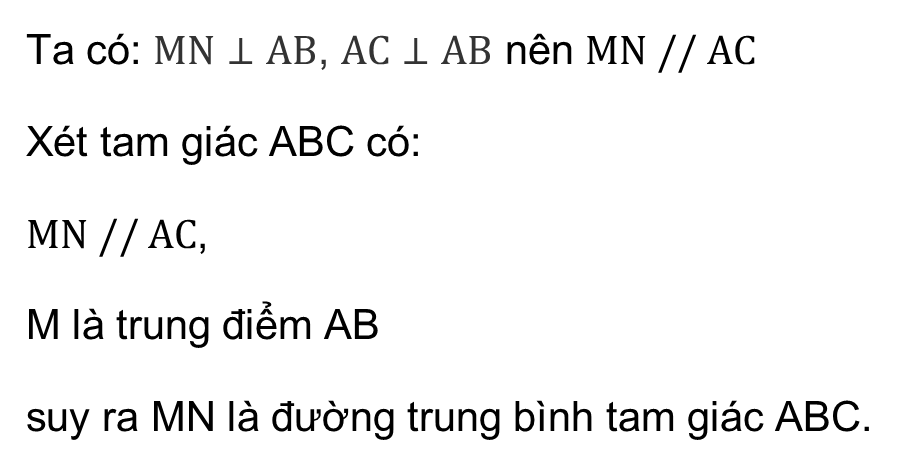 Ta có: MN ⊥ AB, AC ⊥ AB nên MN // AC
Xét tam giác ABC có:
MN // AC,
M là trung điểm AB
suy ra MN là đường trung bình tam giác ABC.